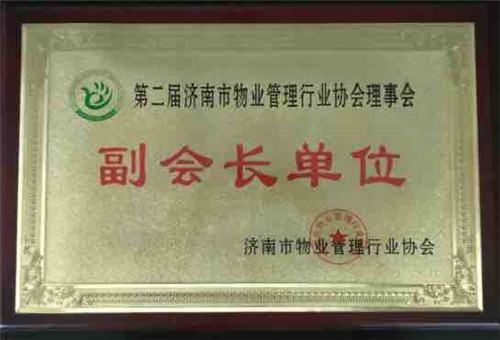 第二届济南市物业管理行业协会理事会
副会长单位
济南市物业管理行业协会